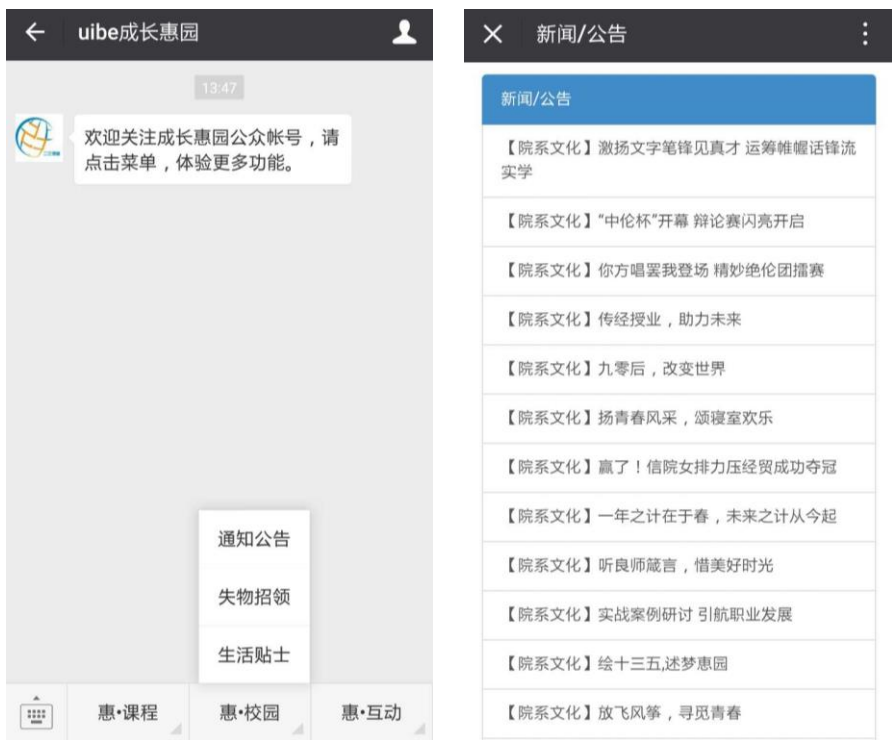 uibe成长惠园
13:47
欢迎关注成长惠园公众帐号，请
点击菜单，体验更多功能。
通知公告
失物招领
生活贴士
惠·课程
惠·校园
惠·互动
新闻/公告
新闻/公告
【院系文化】激扬文字笔锋见真才 运筹帷幄话锋流
实学
【院系文化】“中伦杯”开幕 辩论赛闪亮开启
【院系文化】你方唱罢我登场 精妙绝伦团擂赛
【院系文化】传经授业，助力未来
【院系文化】九零后，改变世界
【院系文化】扬青春风采，颂寝室欢乐
【院系文化】赢了！信院女排力压经贸成功夺冠
【院系文化】一年之计在于春，未来之计从今起
【院系文化】听良师箴言，惜美好时光
【院系文化】实战案例研讨 引航职业发展
【院系文化】绘十三五,述梦惠园
【院系文化】放飞风筝，寻觅青春